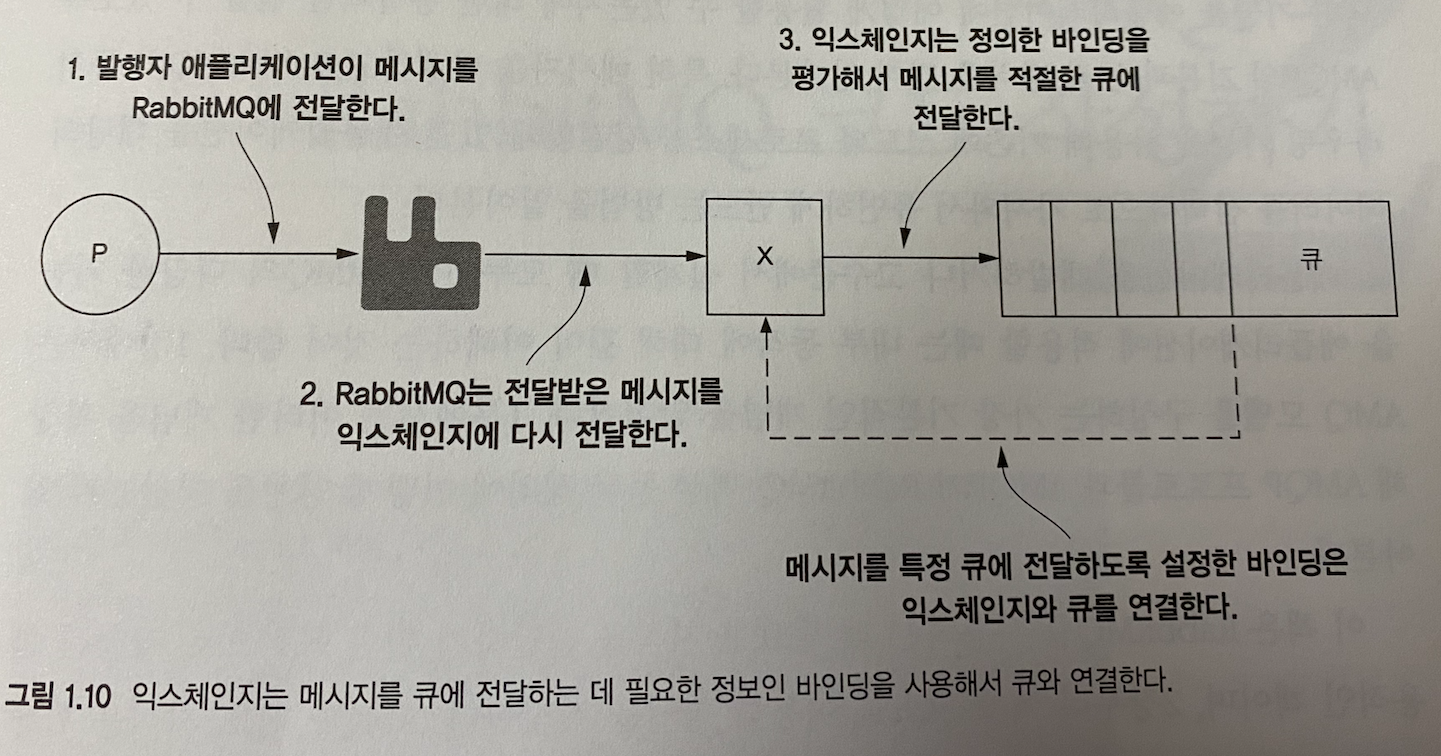 1. 발행자 애플리케이션이 메시지를
RabbitMQ에 전달한다.
3. 익스체인지는 정의한 바인딩을
평가해서 메시지를 적절한 큐에
전달한다.
P
X
큐
2. RabbitMQ는 전달받은 메시지를
익스체인지에 다시 전달한다.
메시지를 특정 큐에 전달하도록 설정한 바인딩은
익스체인지와 큐를 연결한다.
그림 1.10 익스체인지는 메시지를 큐에 전달하는 데 필요한 정보인 바인딩을 사용해서 큐와 연결한다.